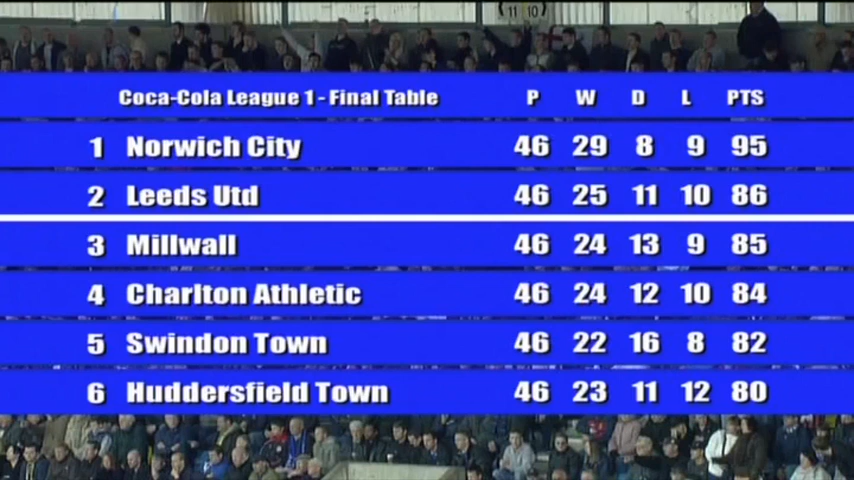 11 10
Coca-Cola League 1 - Final Table P W D L PTS
1 Norwich City 46 29 8 9 95
2 Leeds Utd 46 25 11 10 86
3 Millwall 46 24 13 9 85
4 Charlton Athletic 46 24 12 10 84
5 Swindon Town 46 22 16 8 82
6 Huddersfield Town 46 23 11 12 80